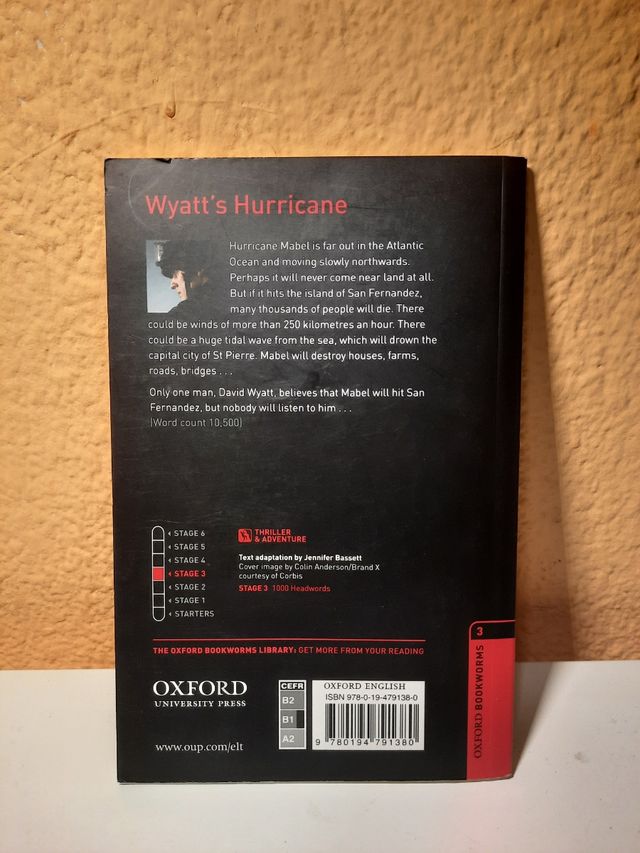 Wyatt's Hurricane
Hurricane Mabel is far out in the Atlantic
Ocean and moving slowly northwards.
Perhaps it will never come near land at all.
But if it hits the island of San Fernandez,
many thousands of people will die. There
could be winds of more than 250 kilometres an hour. There
could be a huge tidal wave from the sea, which will drown the
capital city of St Pierre. Mabel will destroy houses, farms,
roads, bridges . . .
Only one man, David Wyatt, believes that Mabel will hit San
Fernandez, but nobody will listen to him . . .
(Word count 10,500)
STAGE 6
STAGE 5
STAGE 4
STAGE 3
STAGE 2
STAGE 1
STARTERS
THRILLER
& ADVENTURE
Text adaptation by Jennifer Bassett
Cover image by Colin Anderson/Brand X
courtesy of Corbis
STAGE 3 1000 Headwords
THE OXFORD BOOKWORMS LIBRARY: GET MORE FROM YOUR READING
OXFORD
UNIVERSITY PRESS
www.oup.com/elt
CEFR
B2
B1
A2
OXFORD ENGLISH
ISBN 978-0-19-479138-0
9 780194 791380
3
OXFORD BOOKWORMS